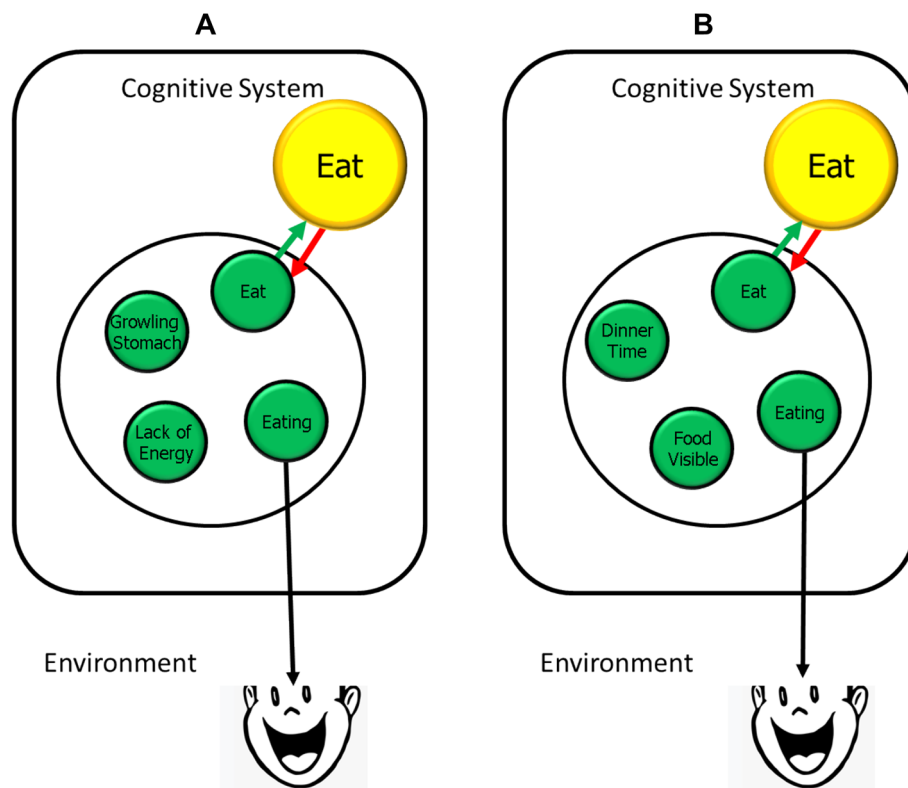 A
Cognitive System
Eat
Eat
Growling
Stomach
Lack of
Energy
Eating
Environment
B
Cognitive System
Eat
Eat
Dinner
Time
Food
Visible
Eating
Environment